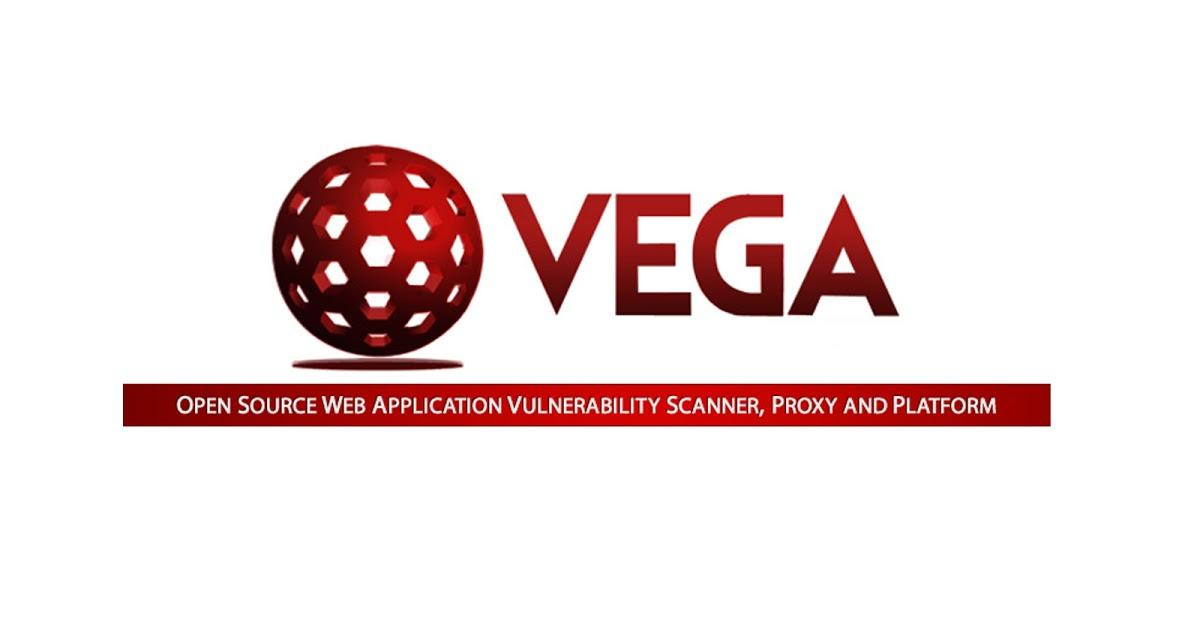 VEGA
OPEN SOURCE WEB APPLICATION VULNERABILITY SCANNER, PROXY AND PLATFORM